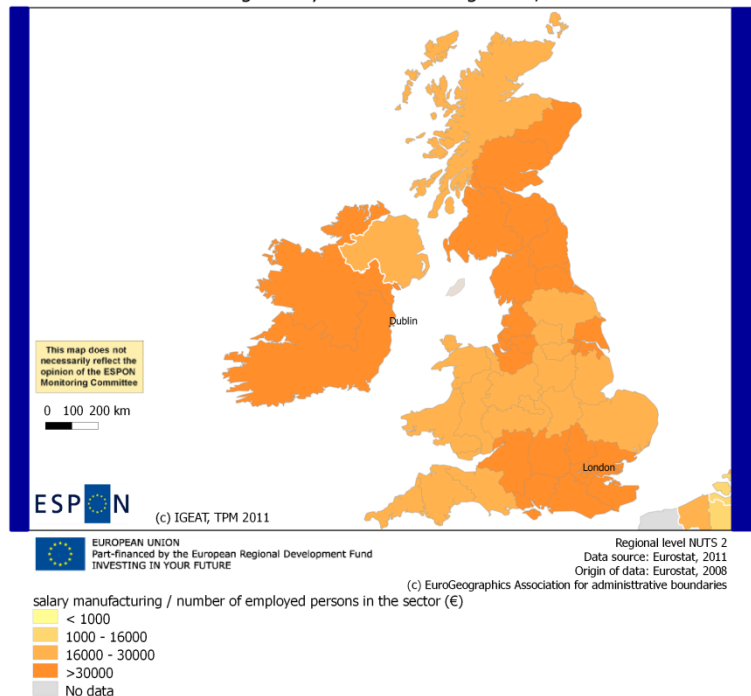 Dublin
This map does not
necessarily reflect the
opinion of the ESPON
Monitoring Committee
0 100 200 km
London
ESPON
(c) IGEAT, TPM 2011
EUROPEAN UNION
Part-financed by the European Regional Development Fund
INVESTING IN YOUR FUTURE
Regional level NUTS 2
Data source: Eurostat, 2011
Origin of data: Eurostat, 2008
(c) EuroGeographics Association for administtrative boundaries
salary manufacturing / number of employed persons in the sector (€)
< 1000
1000 - 16000
16000 - 30000
>30000
No data